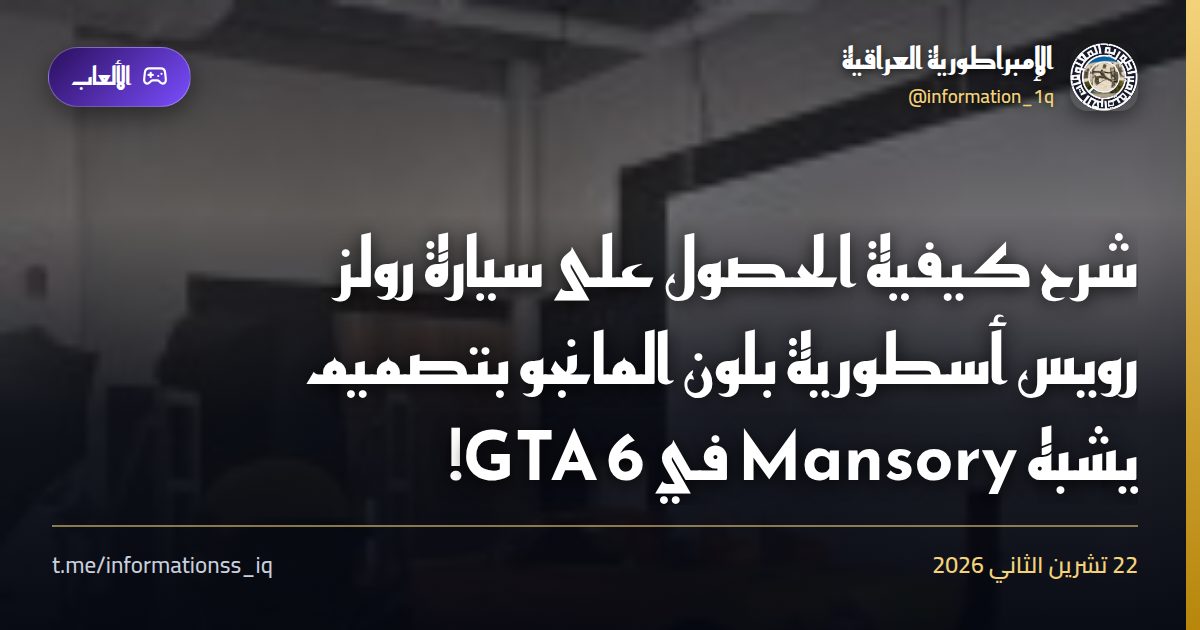 الإمبراطورية العراقية
@information_1q
الألعاب
شرح كيفية الحصول على سيارة رولز
رويس أسطورية بلون المانجو بتصميم
يشبه Mansory في GTA 6!
22 تشرين الثاني 2026
t.me/informationss_iq